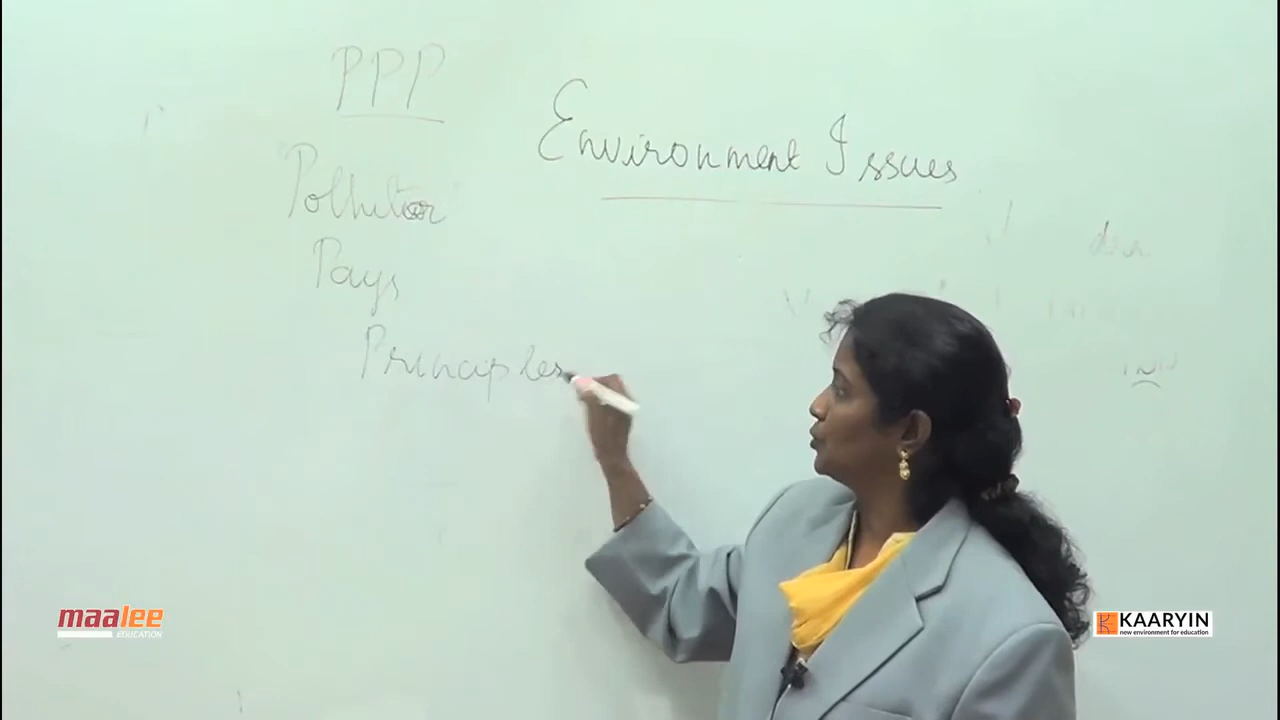 PPP
Environment Issues
Pollutor
Pays
Principles
maalee
EDUCATION
KAARYIN
new environment for education